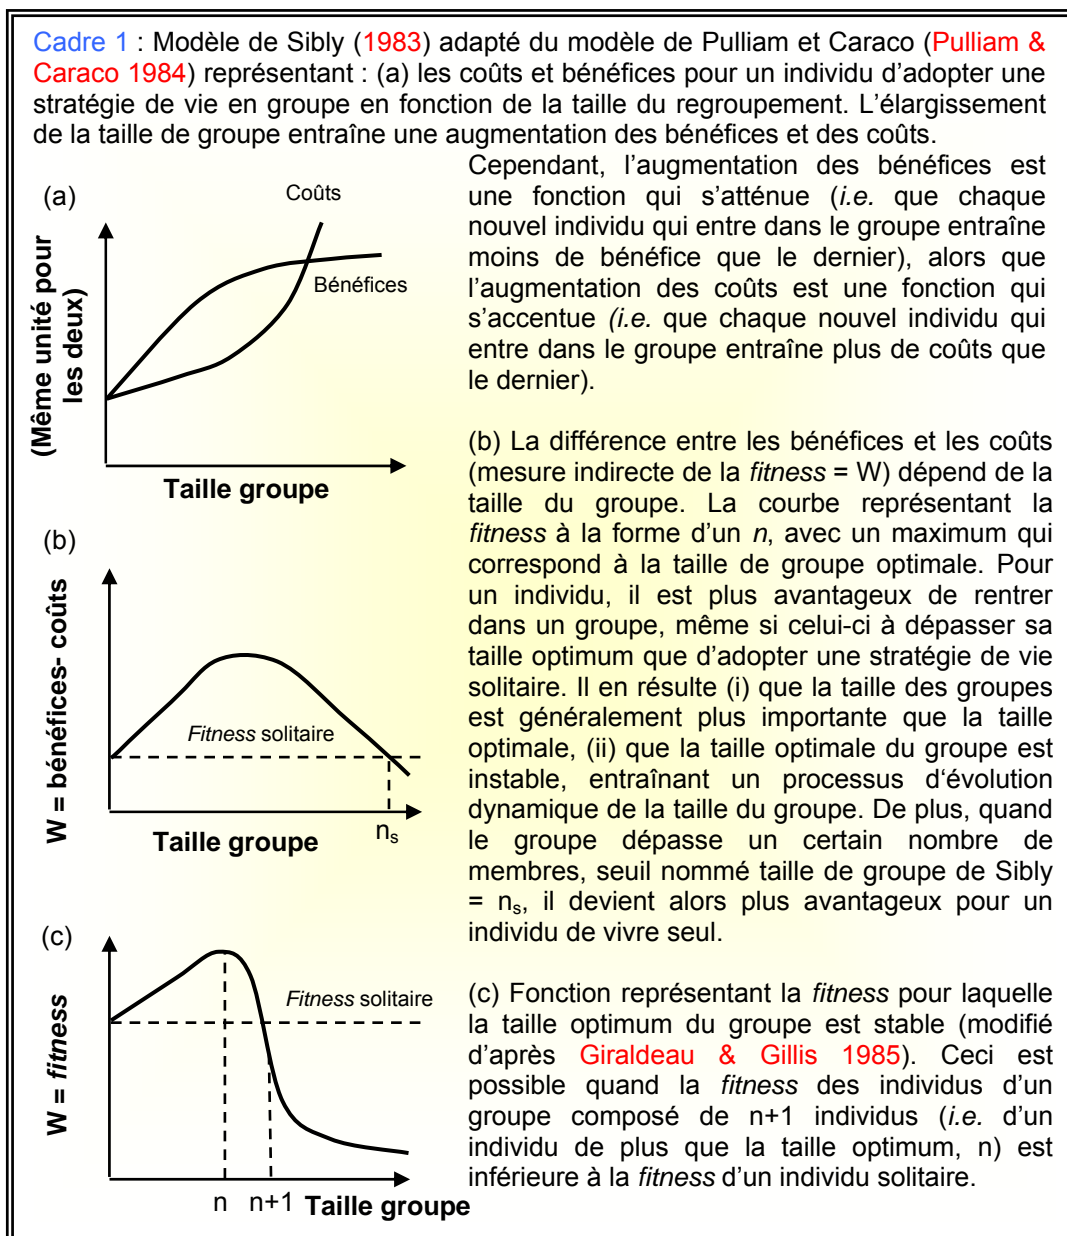 Cadre 1 : Modèle de Sibly (1983) adapté du modèle de Pulliam et Caraco (Pulliam &
Caraco 1984) représentant : (a) les coûts et bénéfices pour un individu d'adopter une
stratégie de vie en groupe en fonction de la taille du regroupement. L'élargissement
de la taille de groupe entraîne une augmentation des bénéfices et des coûts.
Cependant, l'augmentation des bénéfices est
une fonction qui s'atténue (i.e. que chaque
nouvel individu qui entre dans le groupe entraîne
moins de bénéfice que le dernier), alors que
l'augmentation des coûts est une fonction qui
s'accentue (i.e. que chaque nouvel individu qui
entre dans le groupe entraîne plus de coûts que
le dernier).
(a)
Coûts
Bénéfices
(Même unité pour
les deux)
Taille groupe
(b) La différence entre les bénéfices et les coûts
(mesure indirecte de la fitness = W) dépend de la
taille du groupe. La courbe représentant la
fitness à la forme d'un n, avec un maximum qui
correspond à la taille de groupe optimale. Pour
un individu, il est plus avantageux de rentrer
dans un groupe, même si celui-ci à dépasser sa
taille optimum que d'adopter une stratégie de vie
solitaire. Il en résulte (i) que la taille des groupes
est généralement plus importante que la taille
optimale, (ii) que la taille optimale du groupe est
instable, entraînant un processus d'évolution
dynamique de la taille du groupe. De plus, quand
le groupe dépasse un certain nombre de
membres, seuil nommé taille de groupe de Sibly
= ns, il devient alors plus avantageux pour un
individu de vivre seul.
(b)
W = bénéfices- coûts
Fitness solitaire
Taille groupe
ns
(c) Fonction représentant la fitness pour laquelle
la taille optimum du groupe est stable (modifié
d'après Giraldeau & Gillis 1985). Ceci est
possible quand la fitness des individus d'un
groupe composé de n+1 individus (i.e. d'un
individu de plus que la taille optimum, n) est
inférieure à la fitness d'un individu solitaire.
(c)
W = fitness
Fitness solitaire
n
n+1
Taille groupe